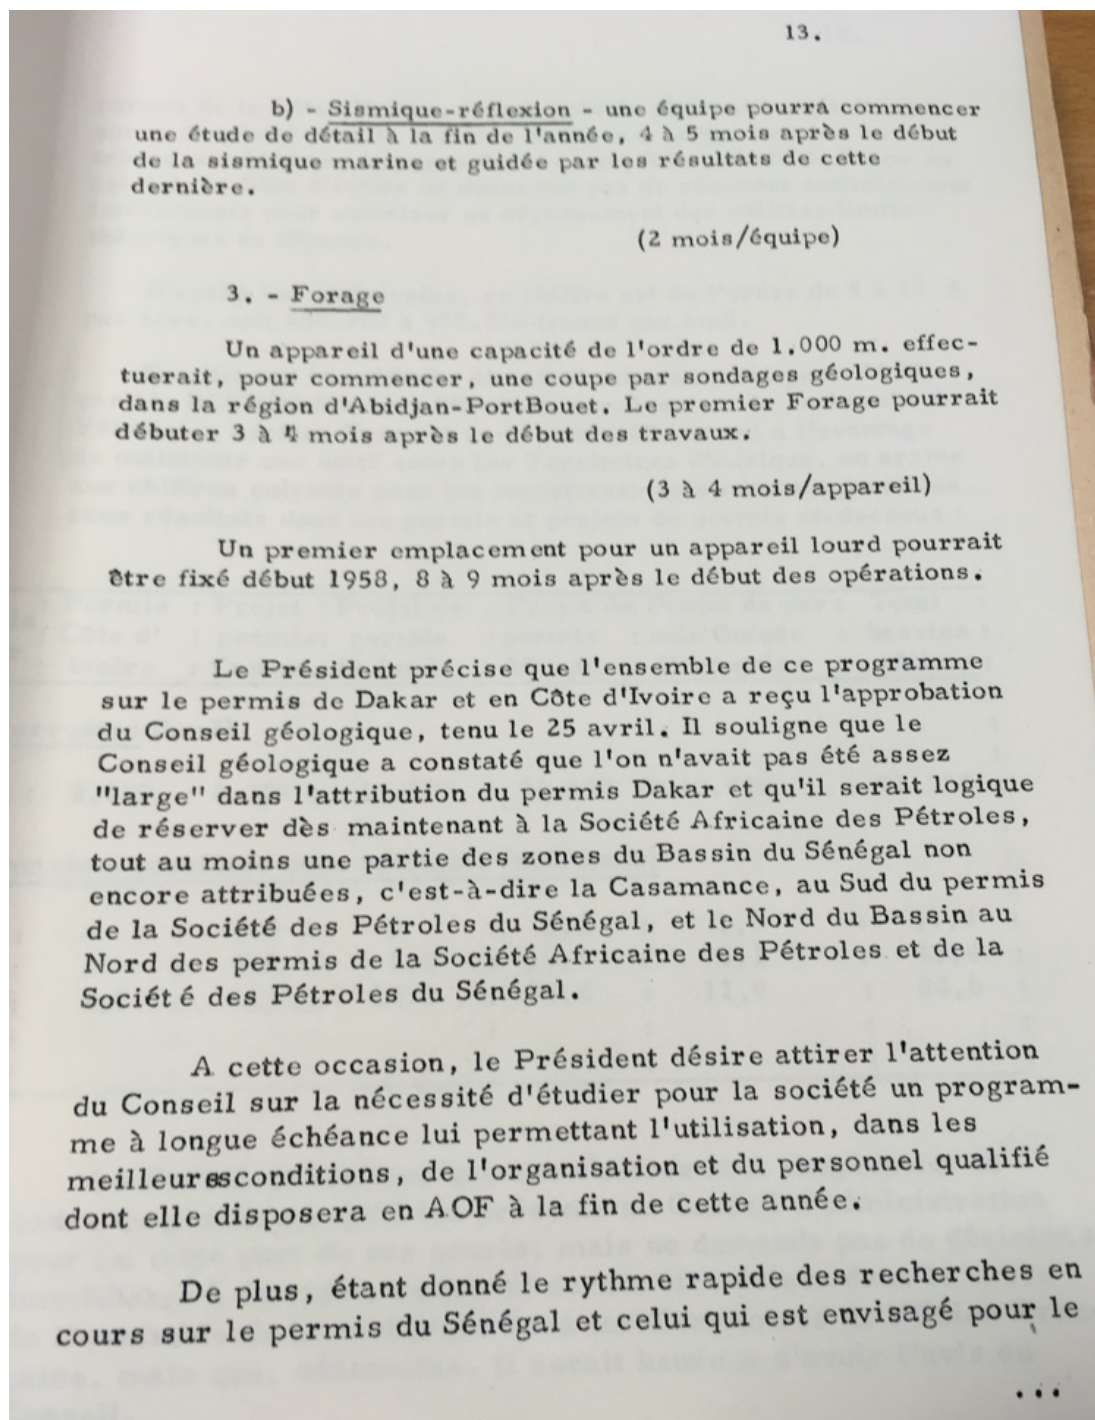 13.
b) - Sismique-réflexion - une équipe pourra commencer
une étude de détail à la fin de l'année, 4 à 5 mois après le début
de la sismique marine et guidée par les résultats de cette
dernière.
(2 mois/équipe)
3. - Forage
Un appareil d'une capacité de l'ordre de 1.000 m. effec-
tuerait, pour commencer, une coupe par sondages géologiques,
dans la région d'Abidjan-PortBouet. Le premier Forage pourrait
débuter 3 à 4 mois après le début des travaux.
(3 à 4 mois/appareil)
Un premier emplacement pour un appareil lourd pourrait
être fixé début 1958, 8 à 9 mois après le début des opérations.
Le Président précise que l'ensemble de ce programme
sur le permis de Dakar et en Côte d'Ivoire a reçu l'approbation
du Conseil géologique, tenu le 25 avril. Il souligne que le
Conseil géologique a constaté que l'on n'avait pas été assez
"large" dans l'attribution du permis Dakar et qu'il serait logique
de réserver dès maintenant à la Société Africaine des Pétroles,
tout au moins une partie des zones du Bassin du Sénégal non
encore attribuées, c'est-à-dire la Casamance, au Sud du permis
de la Société des Pétroles du Sénégal, et le Nord du Bassin au
Nord des permis de la Société Africaine des Pétroles et de la
Société des Pétroles du Sénégal.
A cette occasion, le Président désire attirer l'attention
du Conseil sur la nécessité d'étudier pour la société un program-
me à longue échéance lui permettant l'utilisation, dans les
meilleures conditions, de l'organisation et du personnel qualifié
dont elle disposera en AOF à la fin de cette année.
De plus, étant donné le rythme rapide des recherches en
cours sur le permis du Sénégal et celui qui est envisagé pour le
...